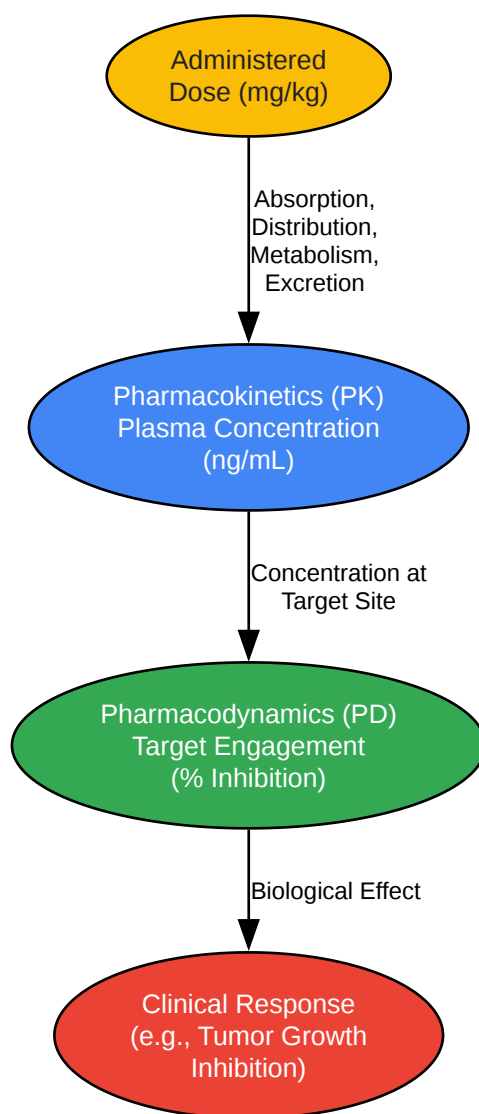 Administered
Dose (mg/kg)
Absorption,
Distribution,
Metabolism,
Excretion
Pharmacokinetics (PK)
Plasma Concentration
(ng/mL)
Concentration at
Target Site
Pharmacodynamics (PD)
Target Engagement
(% Inhibition)
Biological Effect
Clinical Response
(e.g., Tumor Growth
Inhibition)